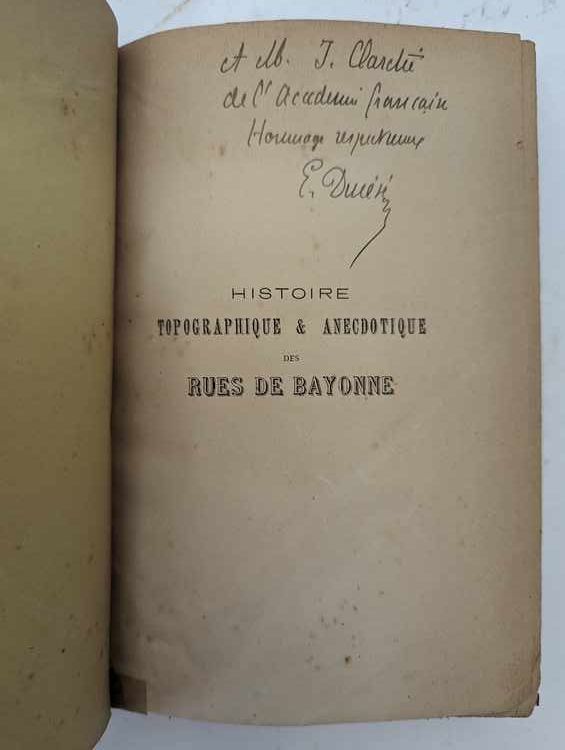 A M. J. Claretie
de l'Académie française
Hommage respectueux
E. Ducéré
HISTOIRE
TOPOGRAPHIQUE & ANECDOTIQUE
DES
RUES DE BAYONNE